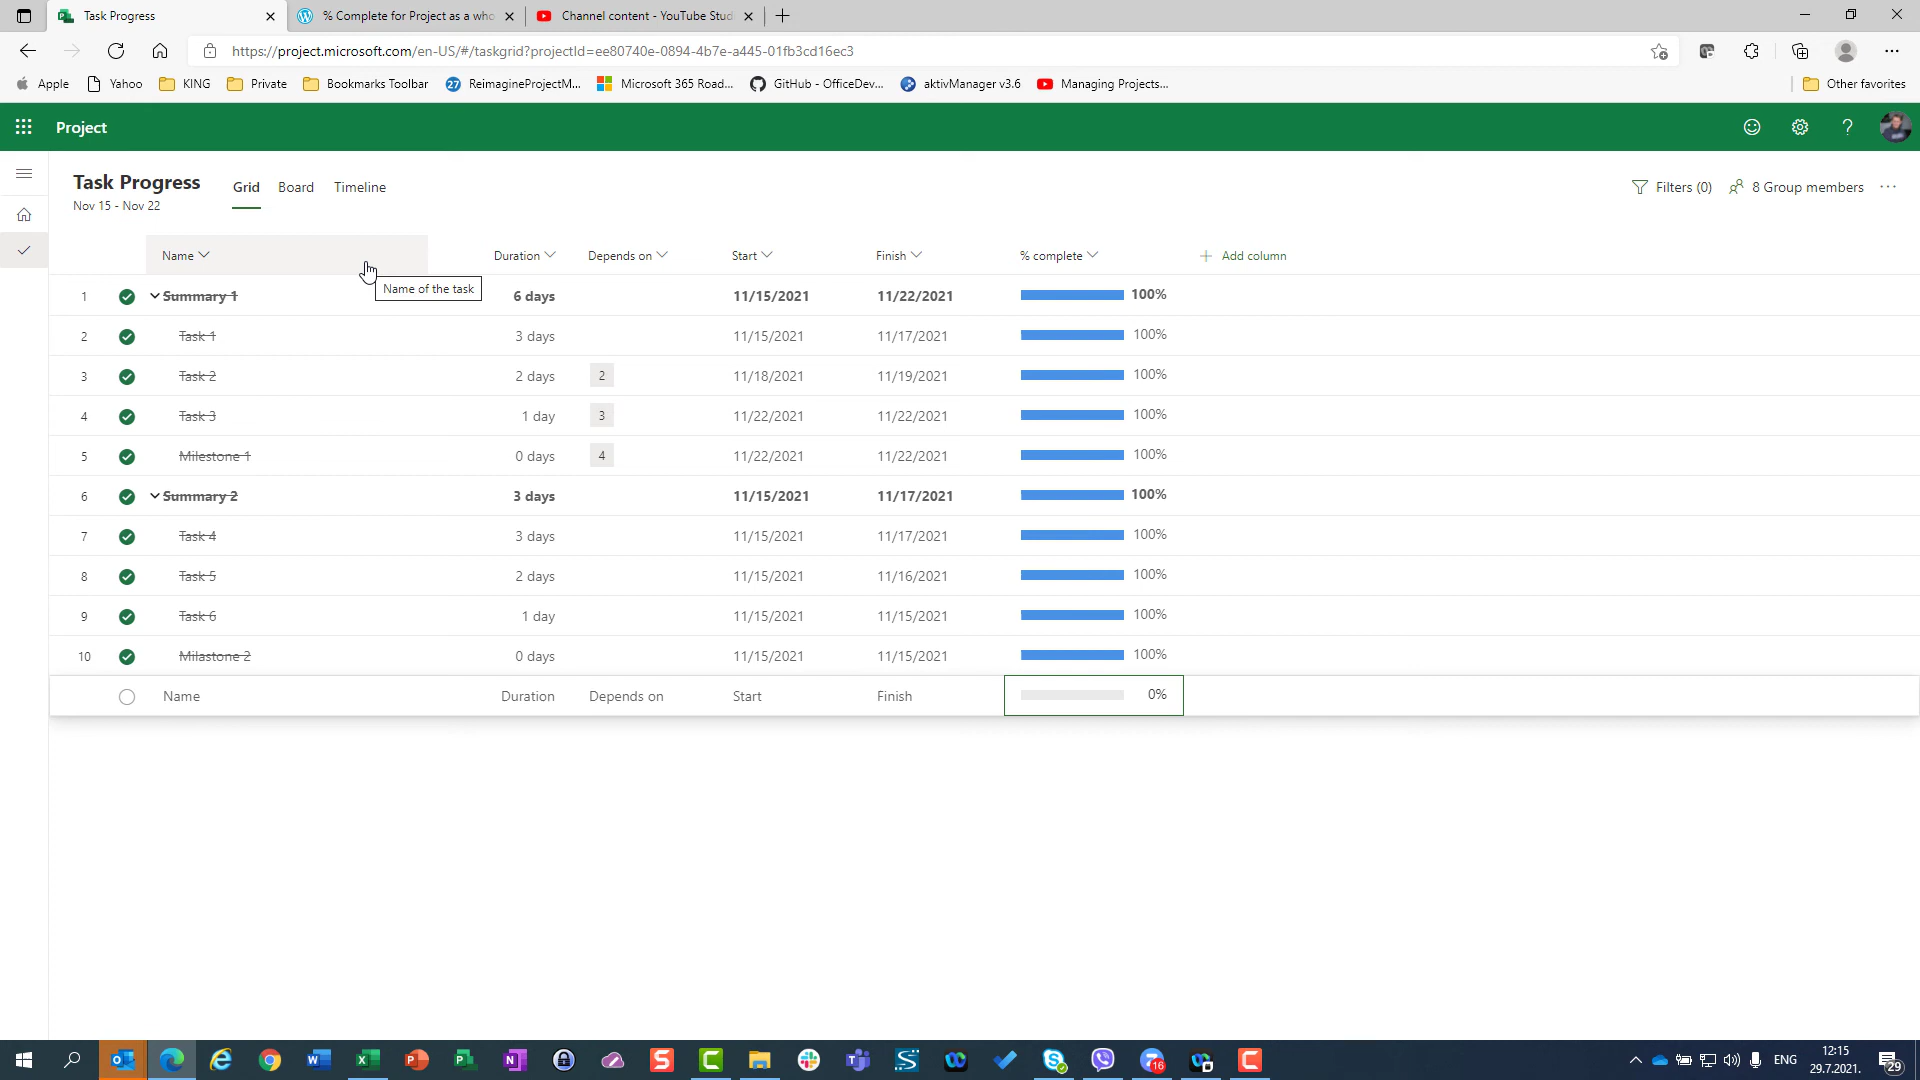 Task Progress
% Complete for Project as a who
Channel content - YouTube Studi
https://project.microsoft.com/en-US/#/taskgrid?projectId=ee80740e-0894-4b7e-a445-01fb3cd16ec3
Apple
Yahoo
KING
Private
Bookmarks Toolbar
27 ReimagineProjectM...
Microsoft 365 Road...
GitHub - OfficeDev...
aktivManager v3.6
Managing Projects...
Other favorites
Project
?
Task Progress
Nov 15 - Nov 22
Grid Board Timeline
Filters (0)
8 Group members
Name Duration Depends on Start Finish % complete + Add column
Name of the task
1 Summary 1 6 days 11/15/2021 11/22/2021 100%
2 Task 1 3 days 11/15/2021 11/17/2021 100%
3 Task 2 2 days 2 11/18/2021 11/19/2021 100%
4 Task 3 1 day 3 11/22/2021 11/22/2021 100%
5 Milestone 1 0 days 4 11/22/2021 11/22/2021 100%
6 Summary 2 3 days 11/15/2021 11/17/2021 100%
7 Task 4 3 days 11/15/2021 11/17/2021 100%
8 Task 5 2 days 11/15/2021 11/16/2021 100%
9 Task 6 1 day 11/15/2021 11/15/2021 100%
10 Milastone 2 0 days 11/15/2021 11/15/2021 100%
Name Duration Depends on Start Finish 0%
16
ENG
12:15
29.7.2021.
29